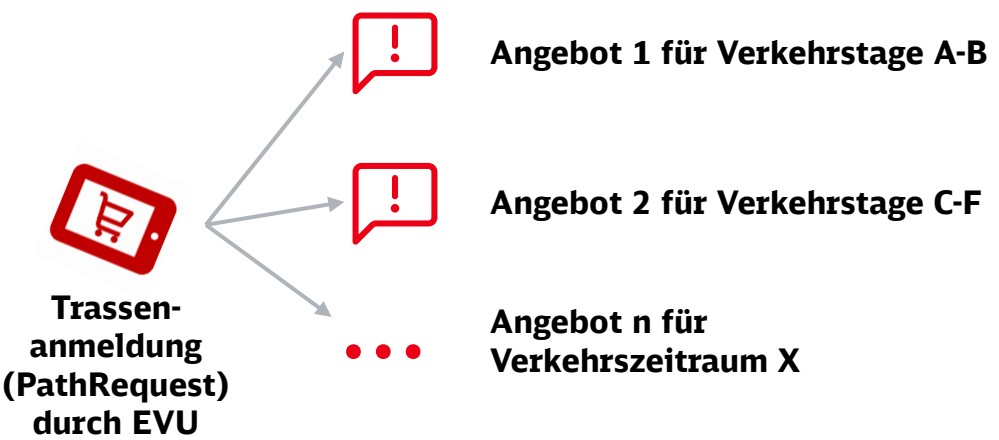 Angebot 1 für Verkehrstage A-B
Angebot 2 für Verkehrstage C-F
Trassen-
anmeldung
(PathRequest)
durch EVU
Angebot n für
Verkehrszeitraum X